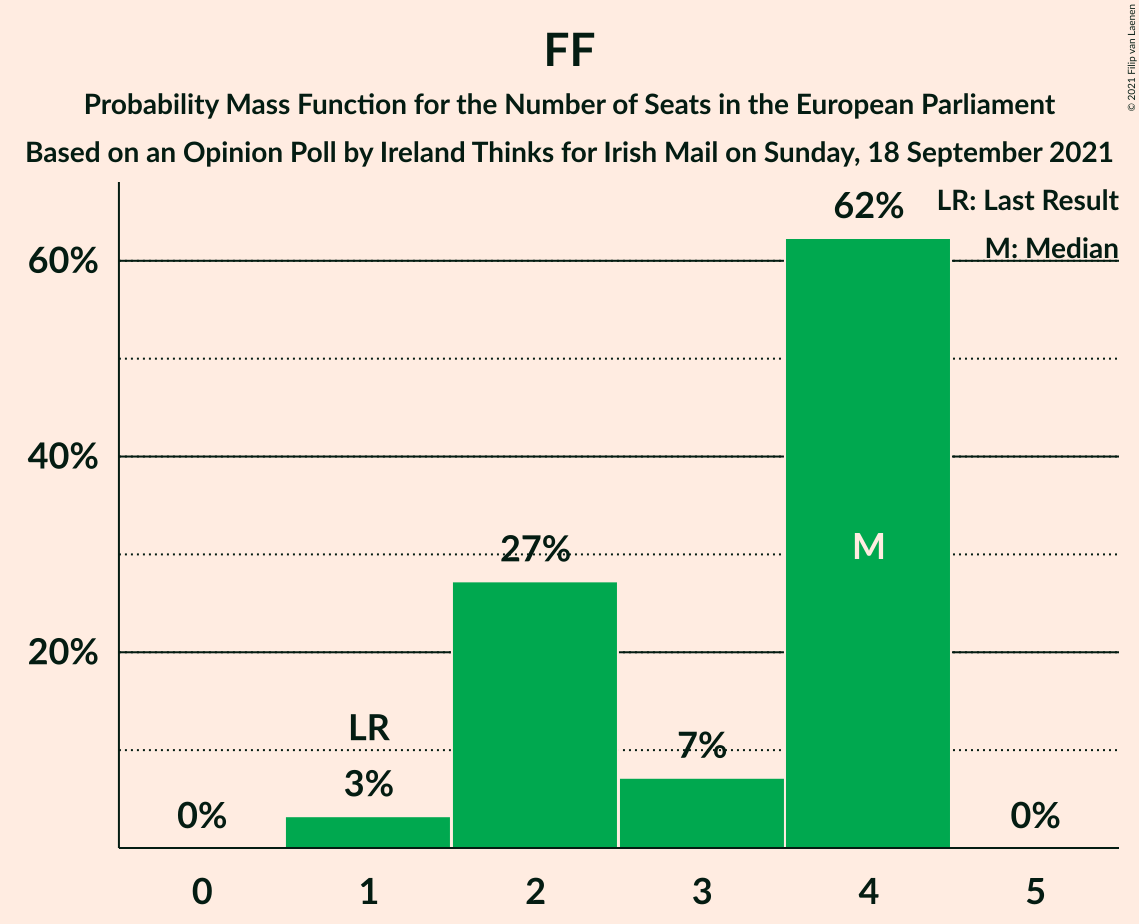 FF
Probability Mass Function for the Number of Seats in the European Parliament
Based on an Opinion Poll by Ireland Thinks for Irish Mail on Sunday, 18 September 2021
© 2021 Filip van Laenen
LR: Last Result
M: Median
60%
40%
20%
0%
LR
3%
27%
7%
62%
M
0%
0 1 2 3 4 5